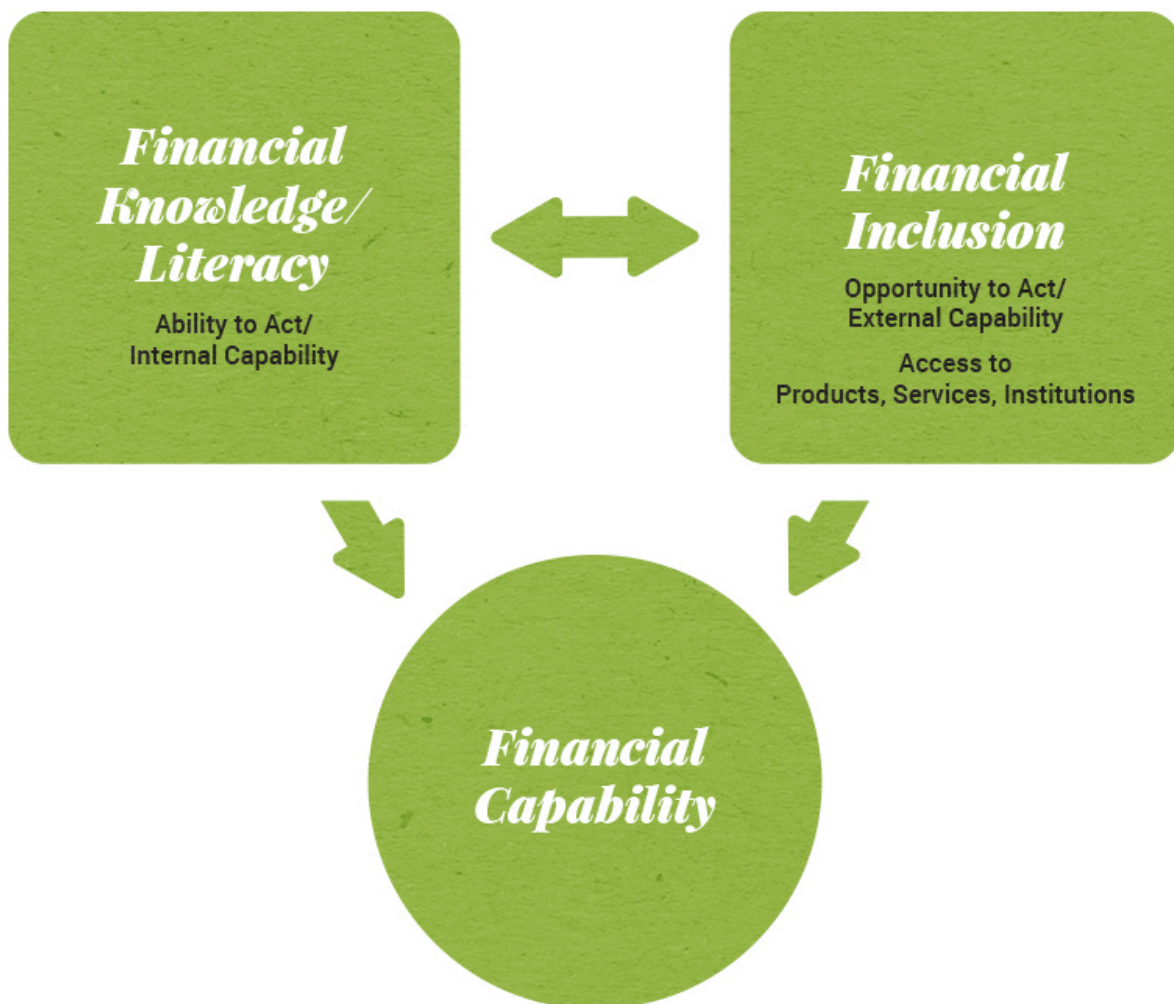 Financial
Knowledge/
Literacy
Ability to Act/
Internal Capability
Financial
Inclusion
Opportunity to Act/
External Capability
Access to
Products, Services, Institutions
Financial
Capability